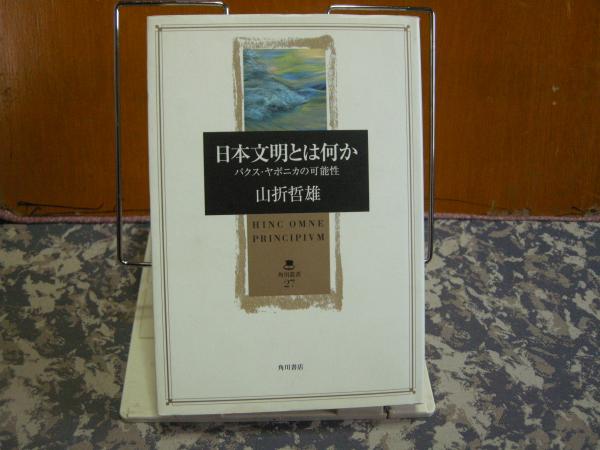 日本文明とは何か
パクス・ヤポニカの可能性
山折哲雄
HINC OMNE
PRINCIPIVM
角川叢書
27
角川書店